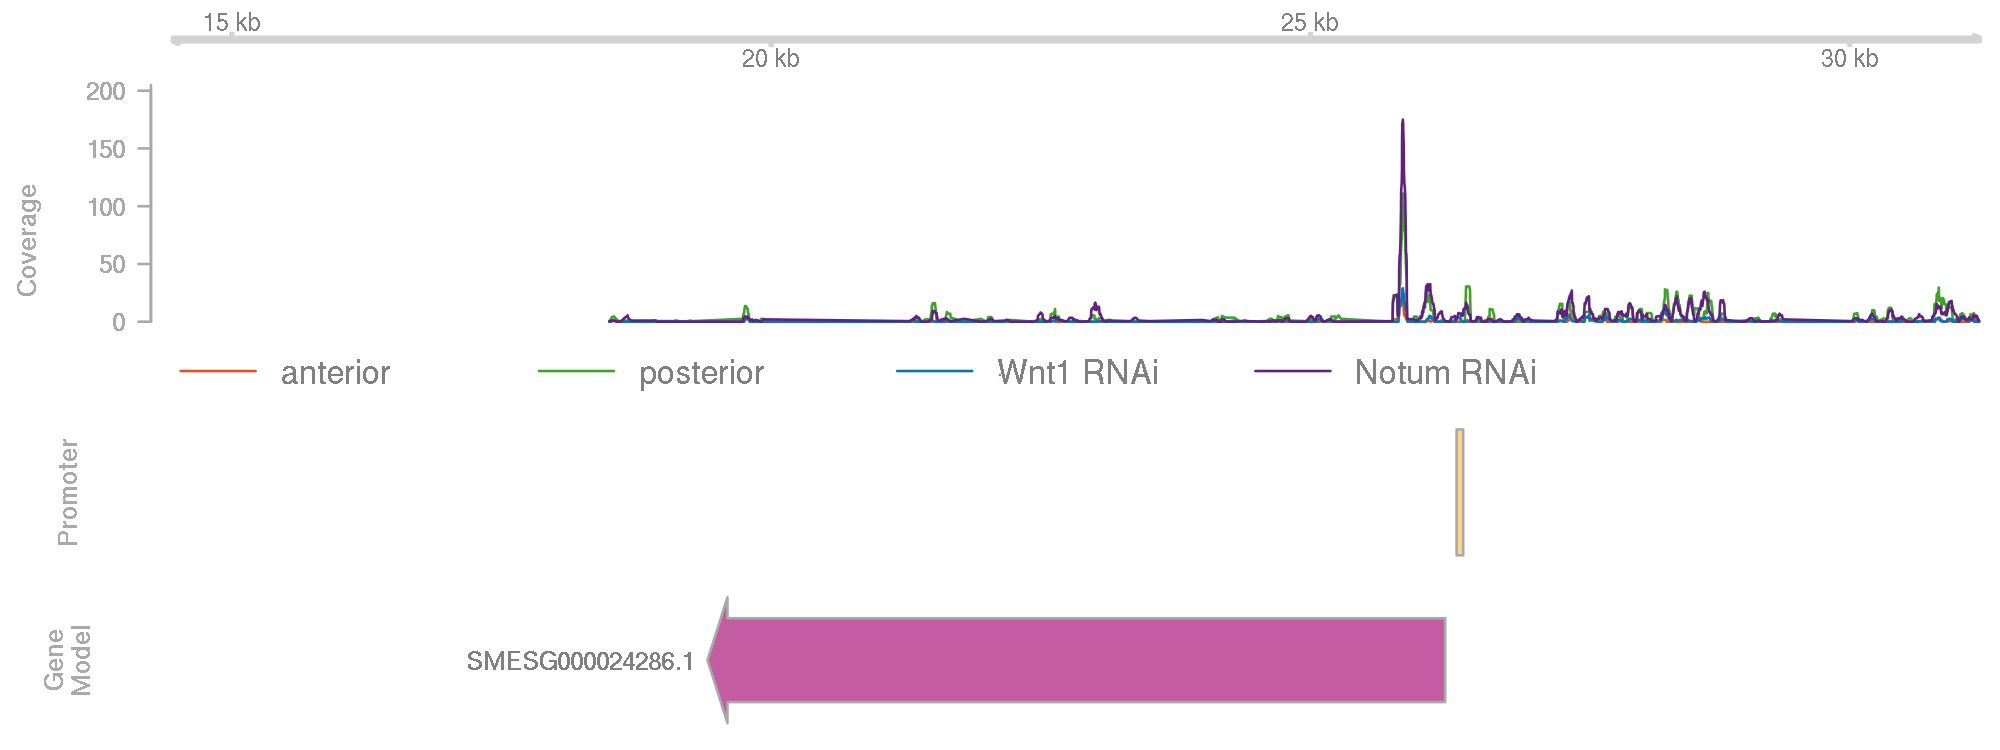 15 kb
25 kb
20 kb
30 kb
200
150
100
50
0
Coverage
anterior posterior Wnt1 RNAi Notum RNAi
Promoter
Gene
Model
SMESG000024286.1